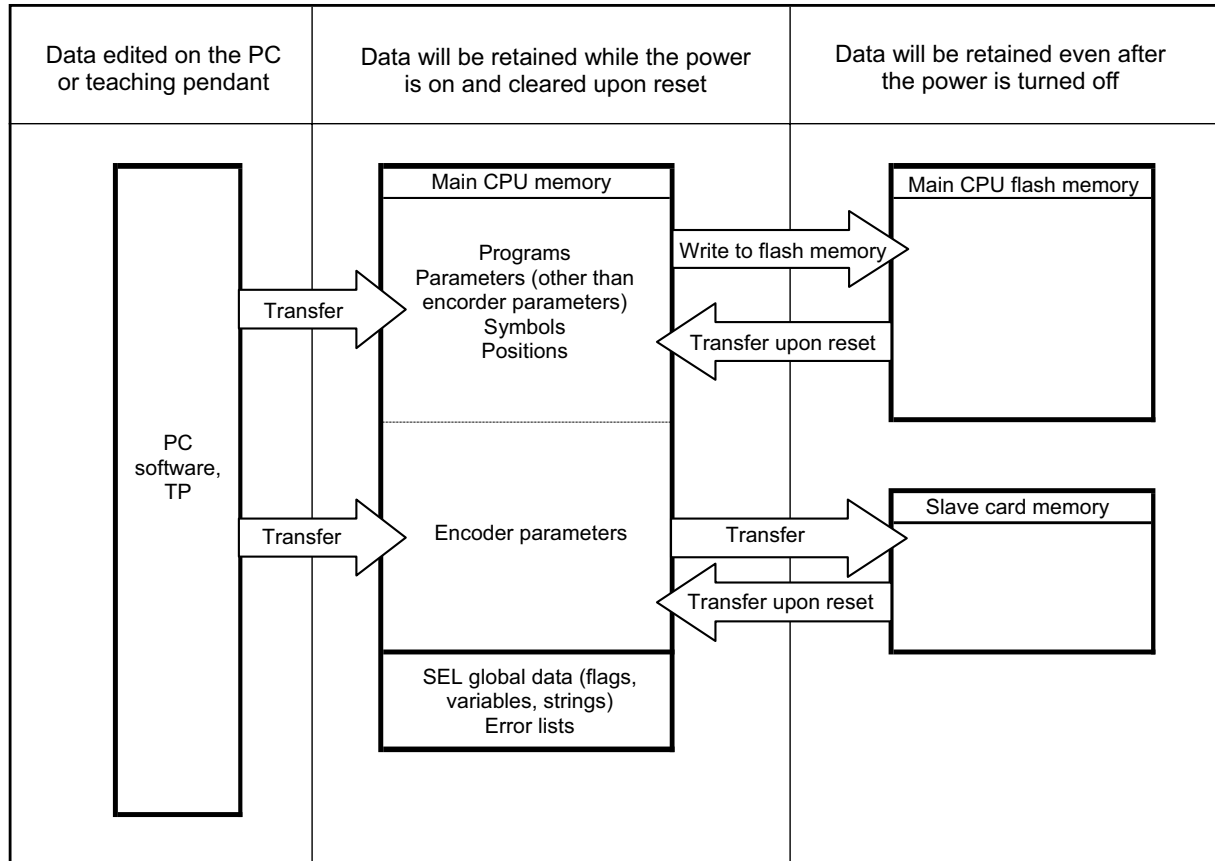 Data edited on the PC
or teaching pendant
Data will be retained while the power
is on and cleared upon reset
Data will be retained even after
the power is turned off
Main CPU memory
Main CPU flash memory
Programs
Parameters (other than
encorder parameters)
Symbols
Positions
Transfer
Write to flash memory
Transfer upon reset
PC
software,
TP
Transfer
Encoder parameters
Transfer
Slave card memory
Transfer upon reset
SEL global data (flags,
variables, strings)
Error lists